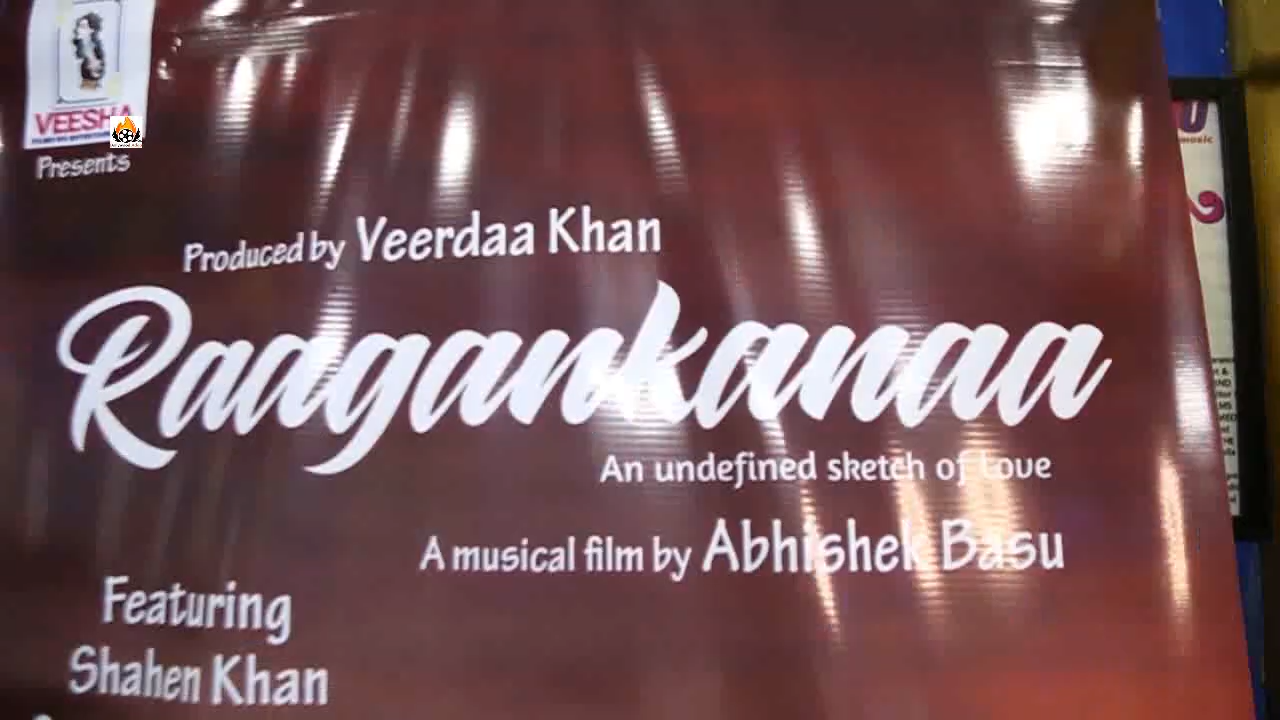 VEESHA
Presents
Produced by Veerdaa Khan
Raagankanaa
An undefined sketch of Love
A musical film by Abhishek Basu
Featuring
Shahen Khan
music